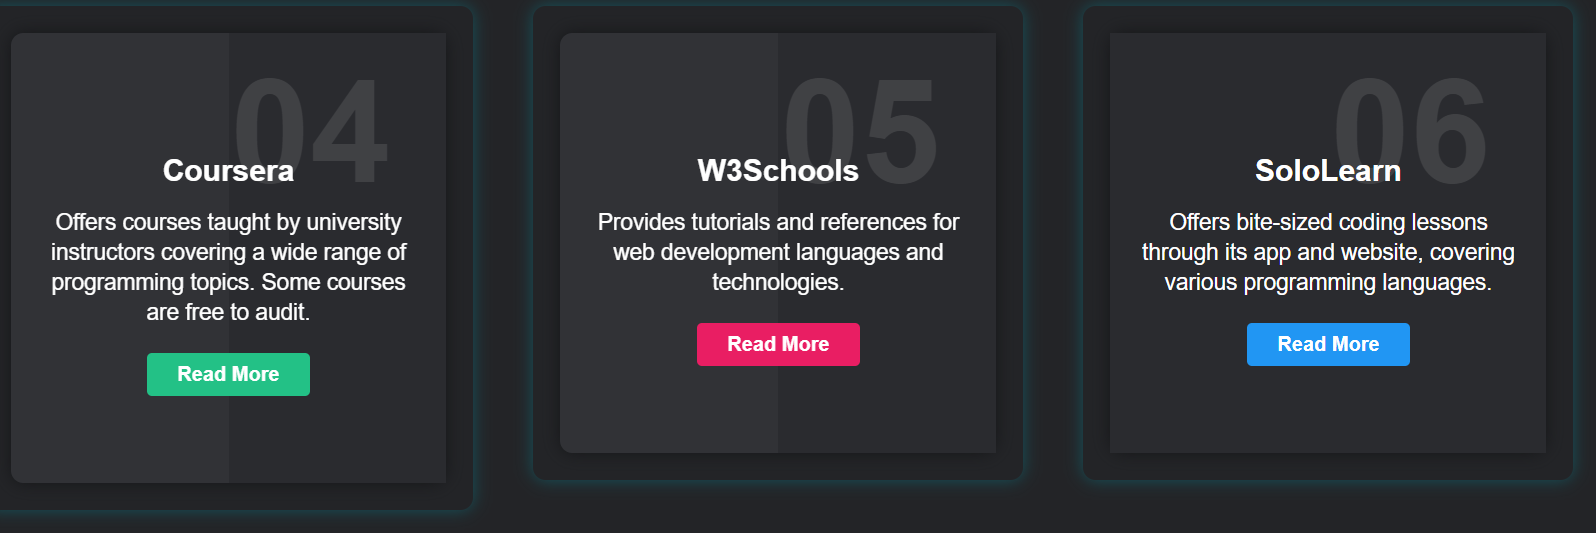 04
Coursera
Offers courses taught by university
instructors covering a wide range of
programming topics. Some courses
are free to audit.
Read More
05
W3Schools
Provides tutorials and references for
web development languages and
technologies.
Read More
06
SoloLearn
Offers bite-sized coding lessons
through its app and website, covering
various programming languages.
Read More